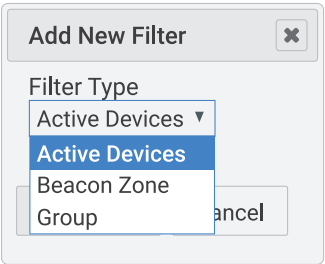 Add New Filter
Filter Type
Active Devices
Active Devices
Beacon Zone
Group